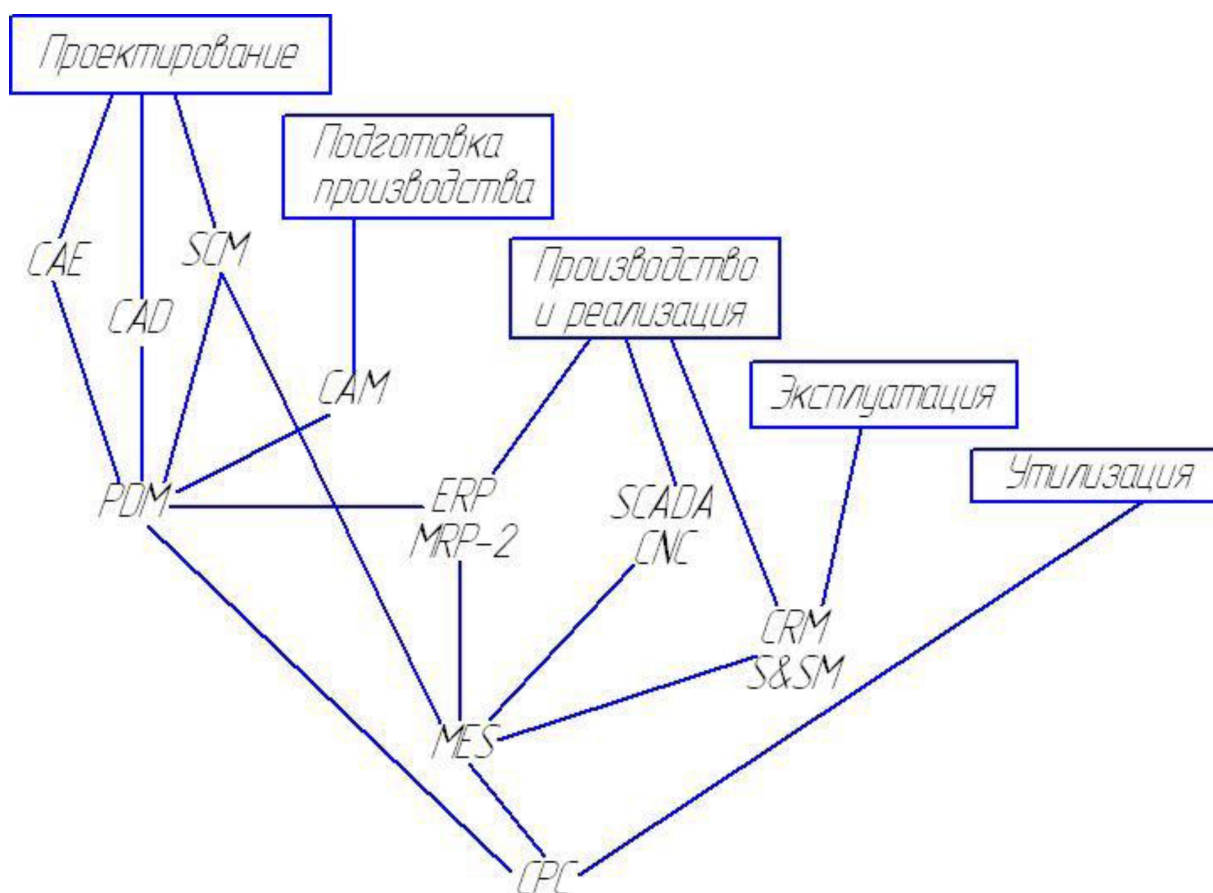 Проектирование
Подготовка
производства
CAE
SCM
Производство
и реализация
CAD
CAM
Эксплуатация
Утилизация
PDM
ERP
MRP-2
SCADA
CNC
CRM
S&SM
MES
CPC